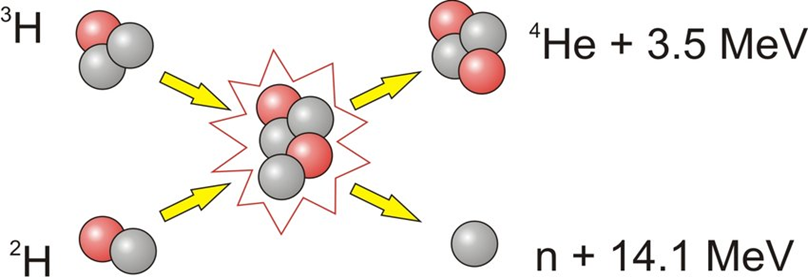 ³H
⁴He + 3.5 MeV
²H
n + 14.1 MeV